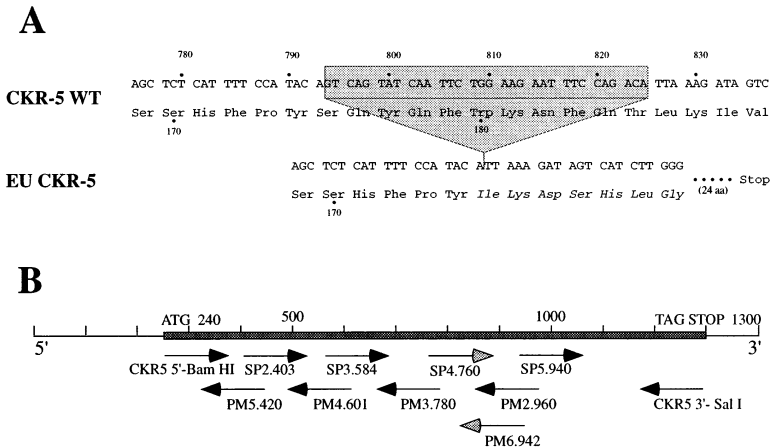 A
780 790 800 810 820 830
CKR-5 WT AGC TCT CAT TTT CCA TAC AGT CAG TAT CAA TTC TGG AAG AAT TTC CAG ACA TTA AAG ATA GTC
Ser Ser His Phe Pro Tyr Ser Gln Tyr Gln Phe Trp Lys Asn Phe Gln Thr Leu Lys Ile Val
170 180
EU CKR-5 AGC TCT CAT TTT CCA TAC ATT AAA GAT AGT CAT CTT GGG
Ser Ser His Phe Pro Tyr Ile Lys Asp Ser His Leu Gly ••••• Stop
(24 aa)
170
B
ATG 240 500 1000 TAG STOP 1300
5' 3'
CKR5 5'-Bam HI SP2.403 SP3.584 SP4.760 SP5.940
PM5.420 PM4.601 PM3.780 PM2.960 CKR5 3'- Sal I
PM6.942